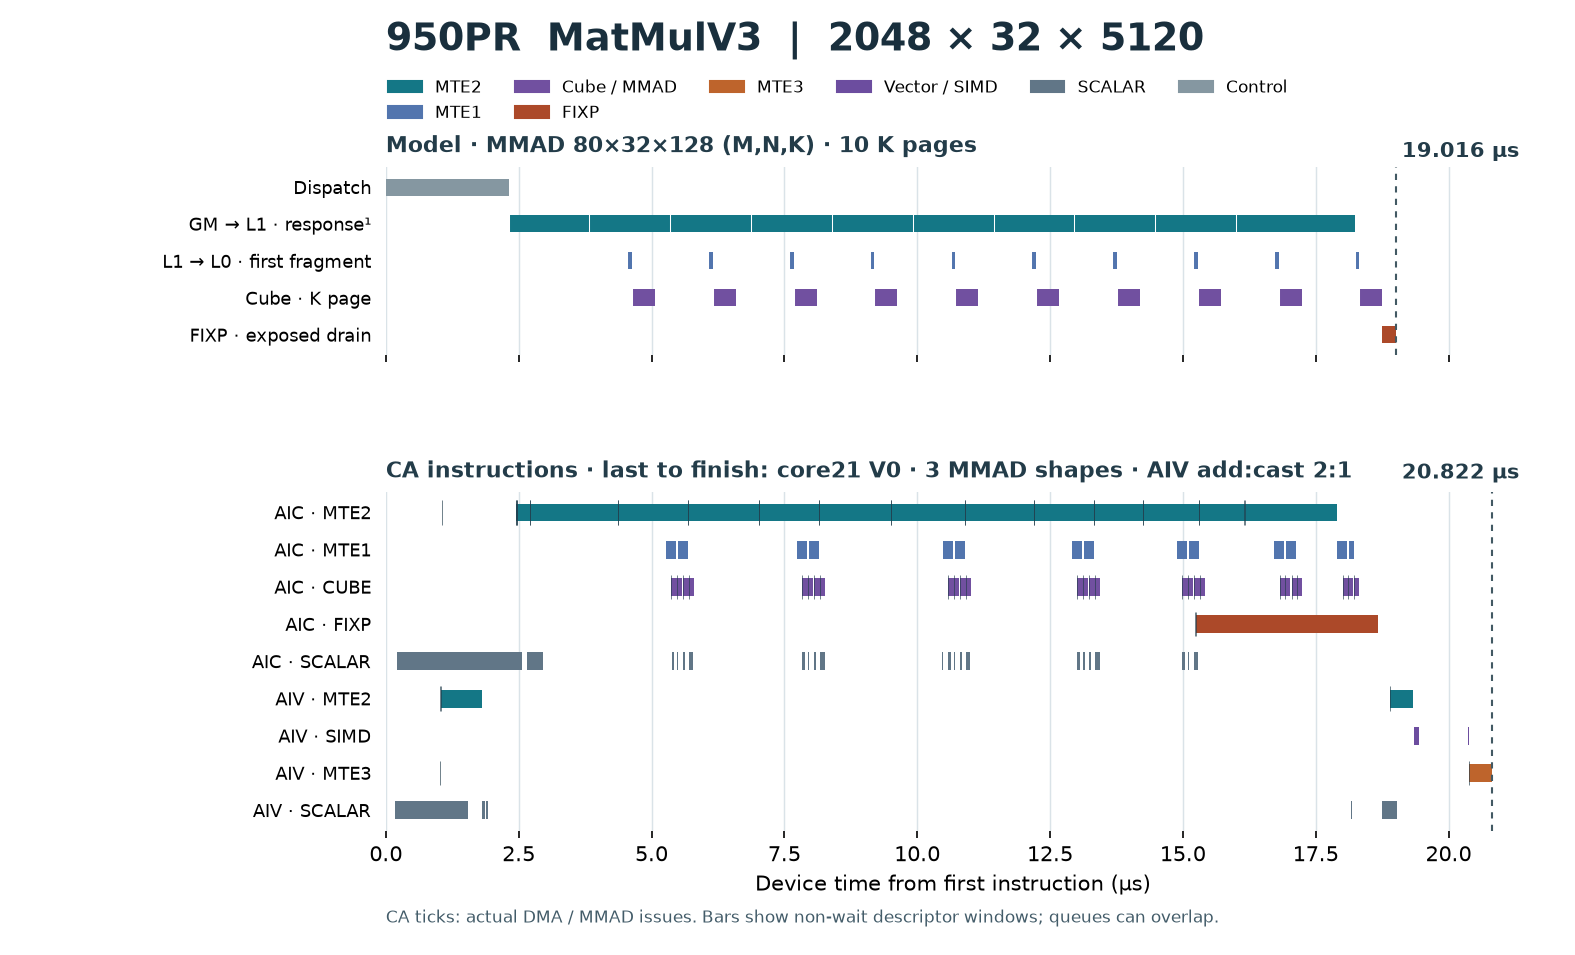 950PR MatMulV3 | 2048 × 32 × 5120
MTE2 Cube / MMAD MTE3 Vector / SIMD SCALAR Control
MTE1 FIXP
Model · MMAD 80×32×128 (M,N,K) · 10 K pages
19.016 µs
Dispatch
GM → L1 · response¹
L1 → L0 · first fragment
Cube · K page
FIXP · exposed drain
CA instructions · last to finish: core21 V0 · 3 MMAD shapes · AIV add:cast 2:1
20.822 µs
AIC · MTE2
AIC · MTE1
AIC · CUBE
AIC · FIXP
AIC · SCALAR
AIV · MTE2
AIV · SIMD
AIV · MTE3
AIV · SCALAR
0.0 2.5 5.0 7.5 10.0 12.5 15.0 17.5 20.0
Device time from first instruction (µs)
CA ticks: actual DMA / MMAD issues. Bars show non-wait descriptor windows; queues can overlap.